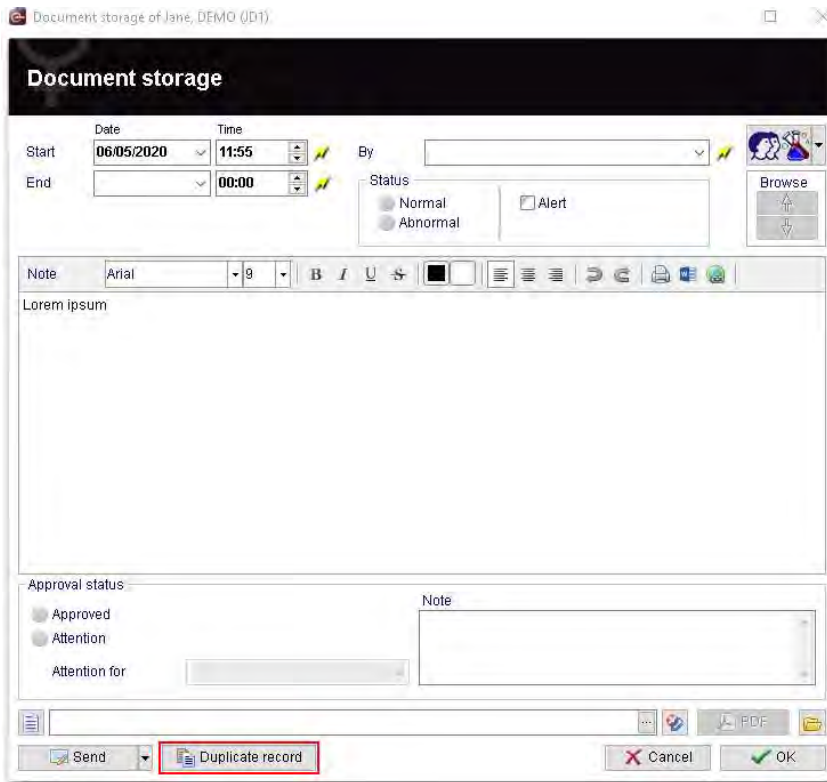 Document storage of Jane, DEMO (JD1)
Document storage
Date Time
Start 06/05/2020 11:55 By
End 00:00 Status
Normal Alert
Abnormal
Browse
Note Arial 9 B I U S
Lorem ipsum
Approval status
Approved
Attention
Attention for
Note
... PDF
Send Duplicate record Cancel OK